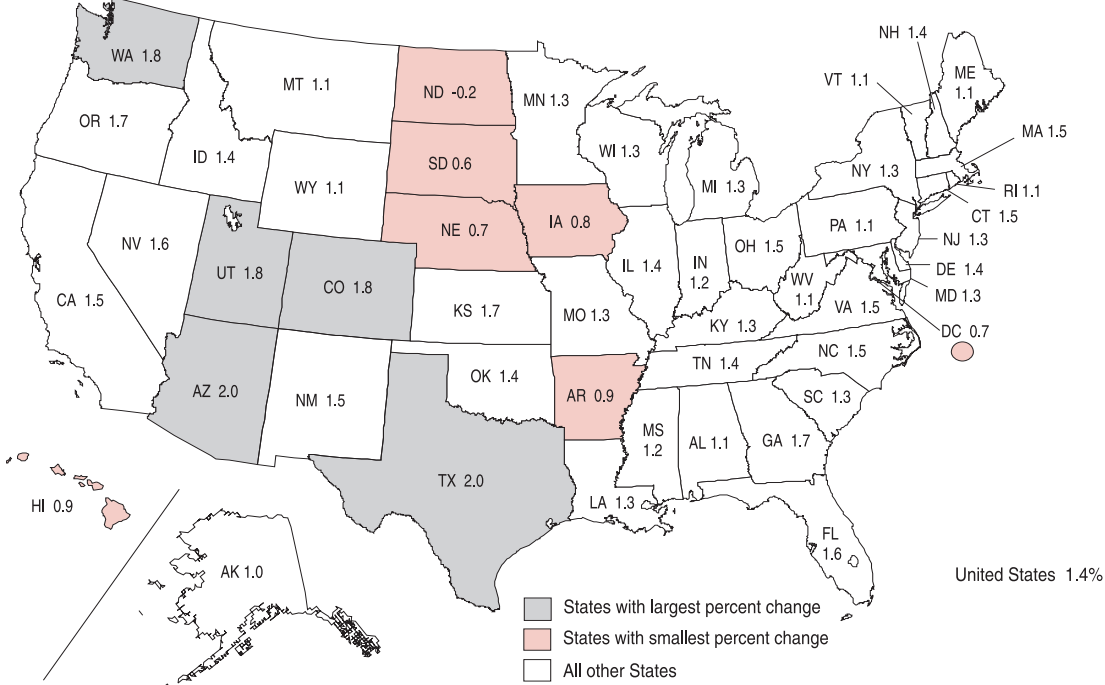 WA 1.8
OR 1.7
CA 1.5
NV 1.6
ID 1.4
MT 1.1
WY 1.1
UT 1.8
CO 1.8
AZ 2.0
NM 1.5
ND -0.2
SD 0.6
NE 0.7
KS 1.7
OK 1.4
TX 2.0
MN 1.3
IA 0.8
MO 1.3
AR 0.9
LA 1.3
WI 1.3
IL 1.4
MI 1.3
IN
1.2
OH 1.5
KY 1.3
TN 1.4
MS
1.2
AL 1.1
GA 1.7
FL
1.6
SC 1.3
NC 1.5
VA 1.5
WV
1.1
PA 1.1
NY 1.3
VT 1.1
NH 1.4
ME
1.1
MA 1.5
RI 1.1
CT 1.5
NJ 1.3
DE 1.4
MD 1.3
DC 0.7
HI 0.9
AK 1.0
United States 1.4%
States with largest percent change
States with smallest percent change
All other States